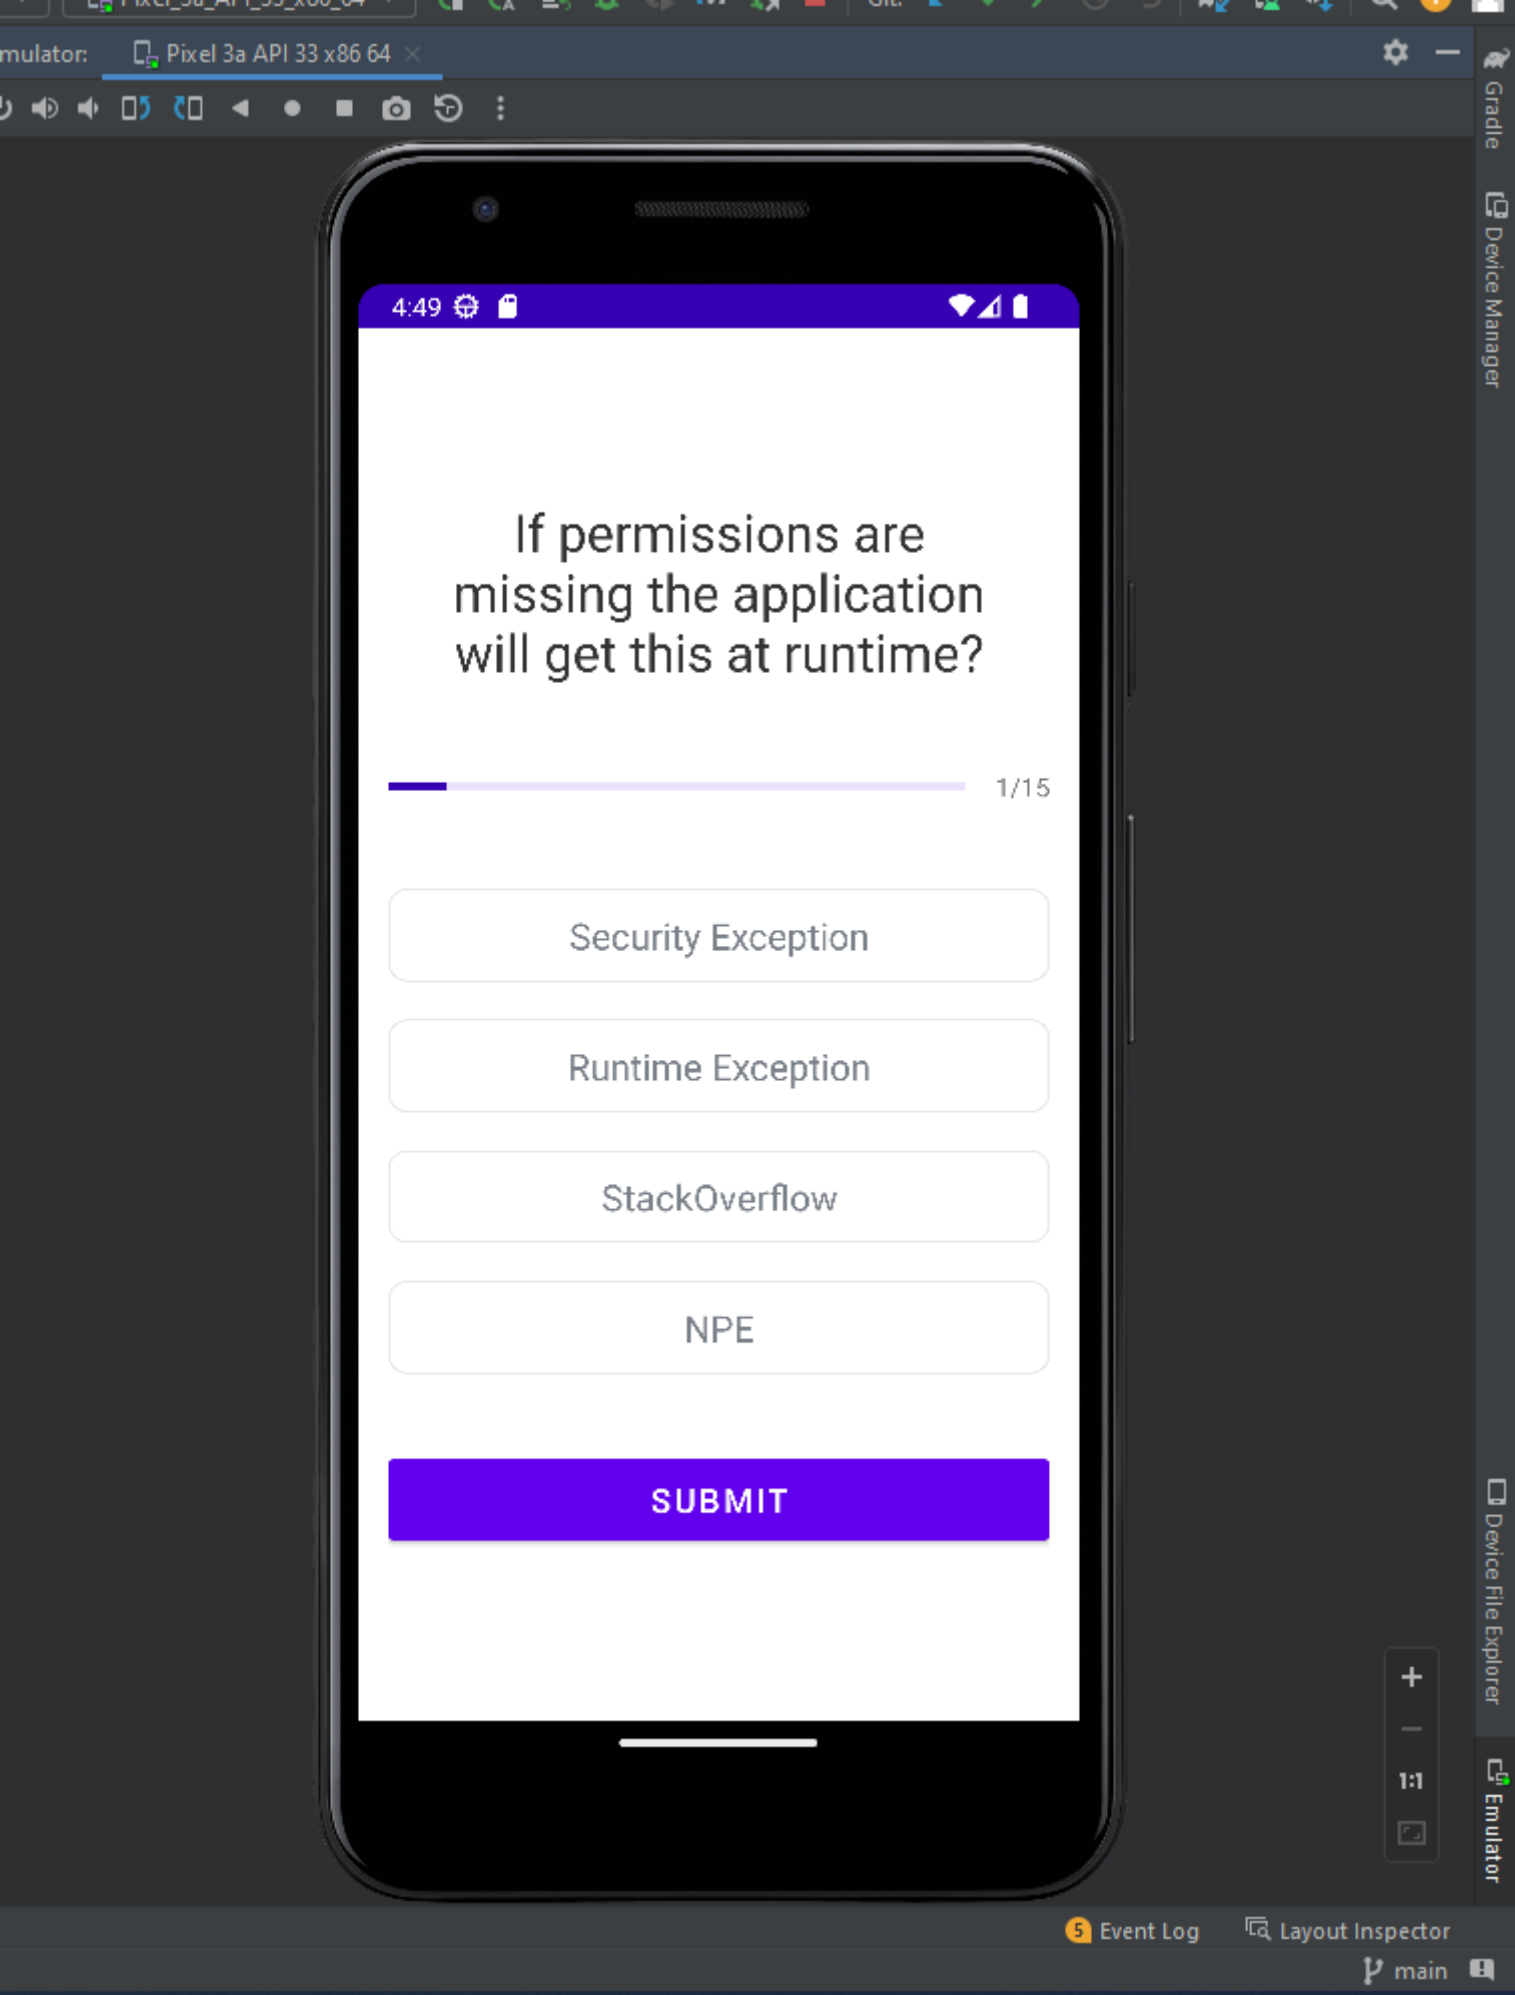 mulator:
Pixel 3a API 33 x86 64
Gradle
Device Manager
4:49
If permissions are
missing the application
will get this at runtime?
1/15
Security Exception
Runtime Exception
StackOverflow
NPE
SUBMIT
Device File Explorer
1:1
Emulator
5 Event Log
Layout Inspector
main